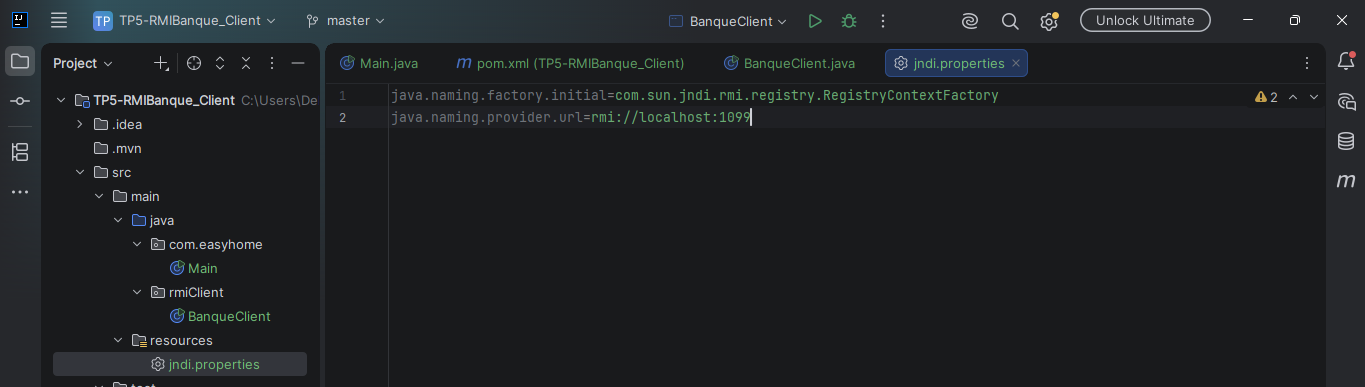 TP TP5-RMIBanque_Client master BanqueClient Unlock Ultimate
Project
Main.java
m pom.xml (TP5-RMIBanque_Client)
BanqueClient.java
jndi.properties
TP5-RMIBanque_Client C:\Users\De
.idea
.mvn
src
main
java
com.easyhome
Main
rmiClient
BanqueClient
resources
jndi.properties
1 java.naming.factory.initial=com.sun.jndi.rmi.registry.RegistryContextFactory
2 java.naming.provider.url=rmi://localhost:1099
2
m